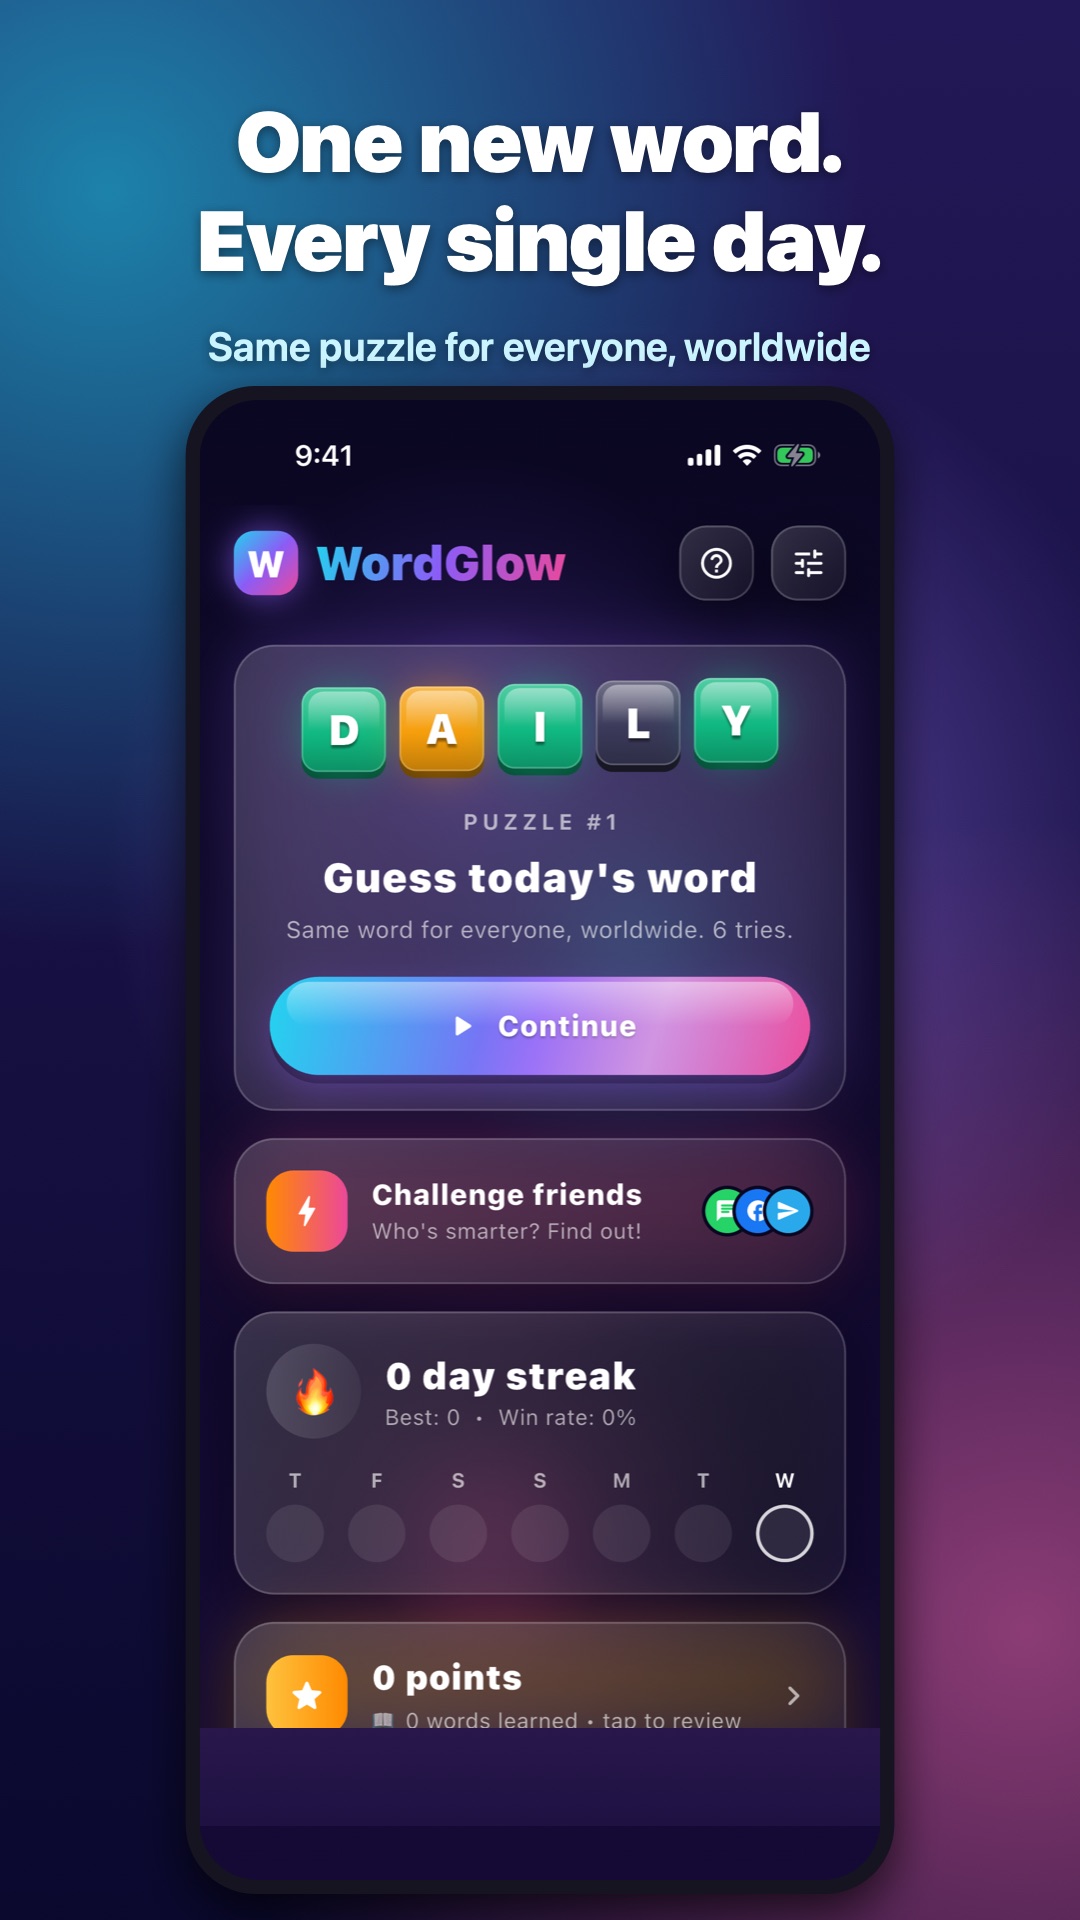 One new word.
Every single day.
Same puzzle for everyone, worldwide
9:41
W WordGlow
D A I L Y
PUZZLE #1
Guess today's word
Same word for everyone, worldwide. 6 tries.
Continue
Challenge friends
Who's smarter? Find out!
0 day streak
Best: 0 • Win rate: 0%
T F S S M T W
0 points
0 words learned • tap to review